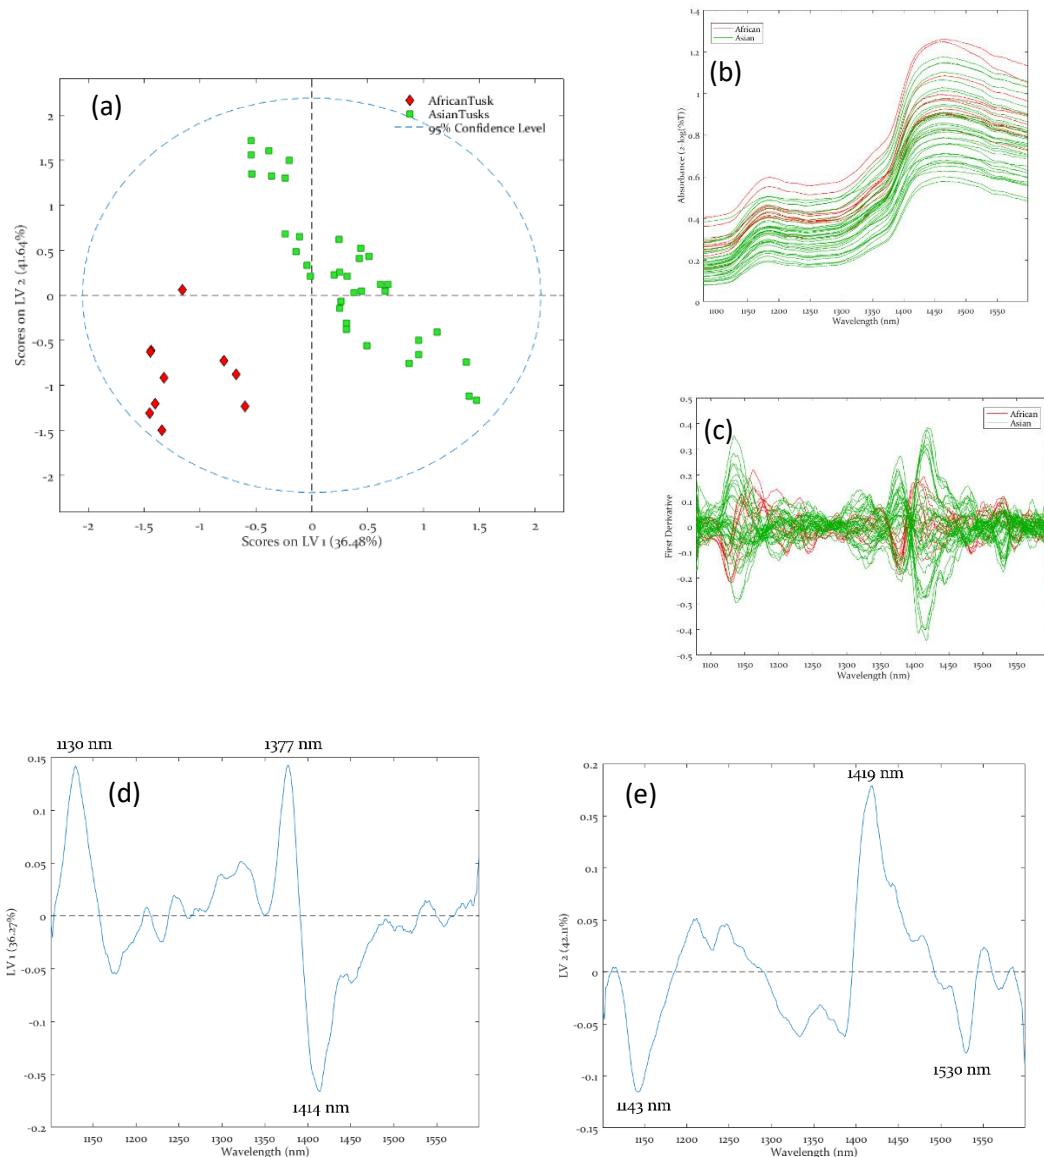 (a)
AfricanTusk
AsianTusks
95% Confidence Level
Scores on LV 2 (41.64%)
2
1.5
1
0.5
0
-0.5
-1
-1.5
-2
-2 -1.5 -1 -0.5 0 0.5 1 1.5 2
Scores on LV 1 (36.48%)
(b)
African
Asian
Absorbance (2-log(%T)
1.4
1.2
1
0.8
0.6
0.4
0.2
0
1100 1150 1200 1250 1300 1350 1400 1450 1500 1550
Wavelength (nm)
(c)
African
Asian
First Derivative
0.5
0.4
0.3
0.2
0.1
0
-0.1
-0.2
-0.3
-0.4
-0.5
1100 1150 1200 1250 1300 1350 1400 1450 1500 1550
Wavelength (nm)
1130 nm
1377 nm
(d)
LV 1 (36.27%)
0.15
0.1
0.05
0
-0.05
-0.1
-0.15
-0.2
1414 nm
1150 1200 1250 1300 1350 1400 1450 1500 1550
Wavelength (nm)
1419 nm
(e)
LV 2 (42.11%)
0.2
0.15
0.1
0.05
0
-0.05
-0.1
-0.15
1143 nm
1530 nm
1150 1200 1250 1300 1350 1400 1450 1500 1550
Wavelength (nm)